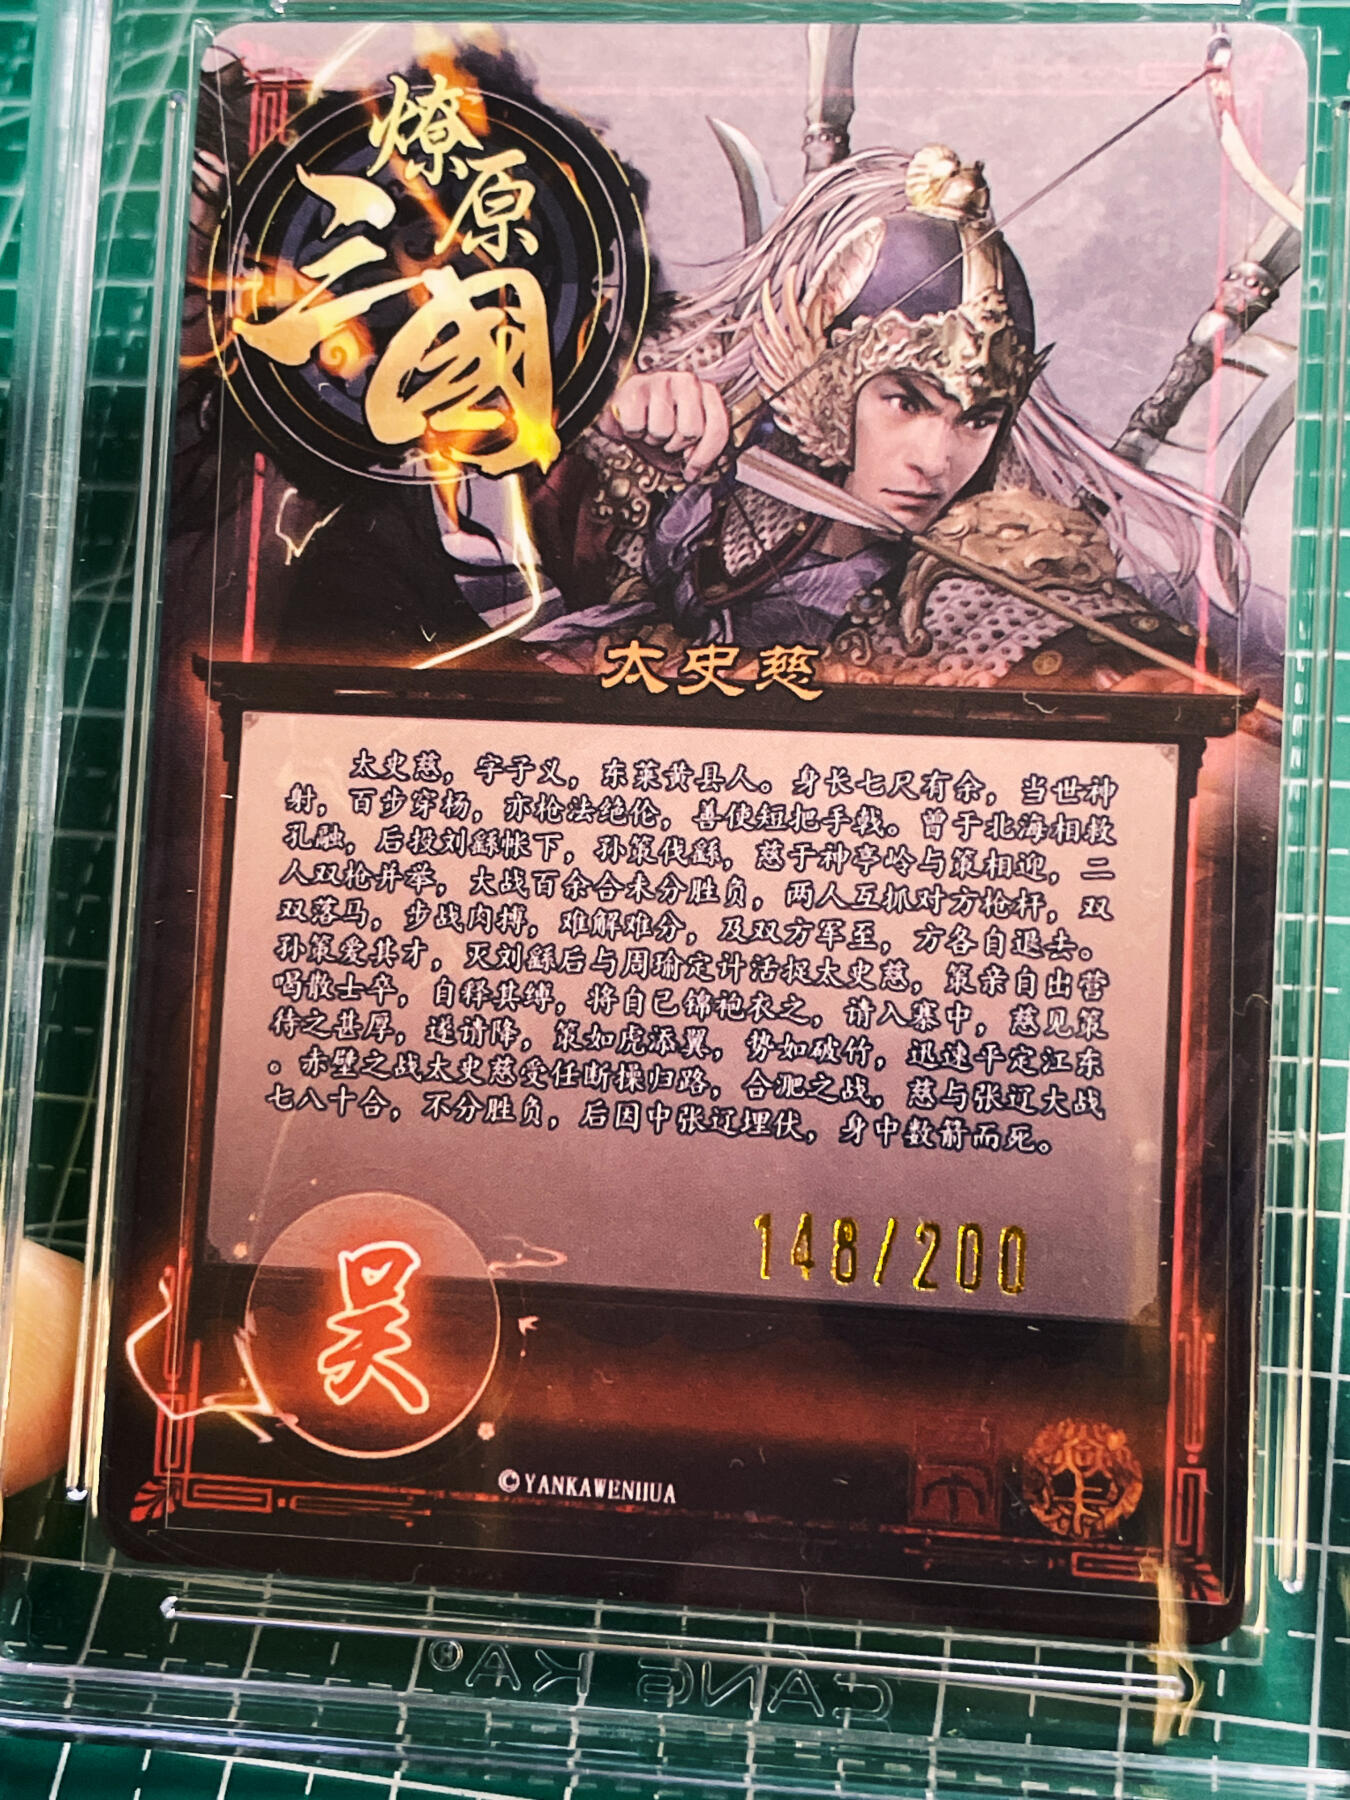 燎原
三國
太史慈
太史慈，字子义，东莱黄县人。身长七尺有余，当世神
射，百步穿杨，亦枪法绝伦，善使短把手戟。曾于北海相救
孔融，后投刘繇帐下，孙策伐繇，慈于神亭岭与策相迎，二
人双枪并举，大战百余合未分胜负，两人互抓对方枪杆，双
双落马，步战肉搏，难解难分，及双方军至，方各自退去。
孙策爱其才，灭刘繇后与周瑜定计活捉太史慈，策亲自出营
喝散士卒，自释其缚，将自己锦袍衣之，请入寨中，慈见策
待之甚厚，遂请降，策如虎添翼，势如破竹，迅速平定江东
。赤壁之战太史慈受任断操归路，合淝之战，慈与张辽大战
七八十合，不分胜负，后因中张辽埋伏，身中数箭而死。
148/200
吴
©YANKAWENHUA